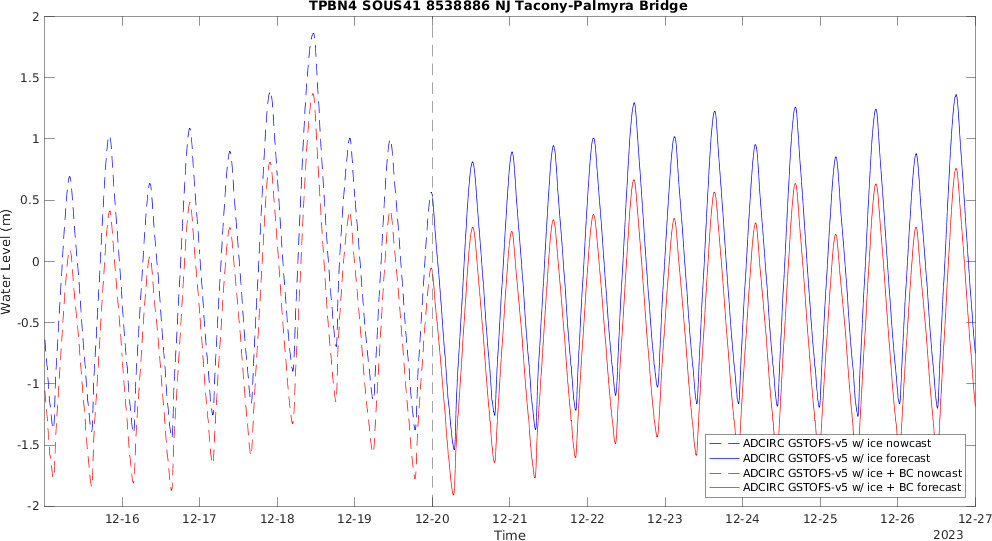 TPBN4 SOUS41 8538886 NJ Tacony-Palmyra Bridge
2
1.5
1
0.5
0
-0.5
-1
-1.5
-2
Water Level (m)
ADCIRC GSTOFS-v5 w/ ice nowcast
ADCIRC GSTOFS-v5 w/ ice forecast
ADCIRC GSTOFS-v5 w/ ice + BC nowcast
ADCIRC GSTOFS-v5 w/ ice + BC forecast
12-16 12-17 12-18 12-19 12-20 12-21 12-22 12-23 12-24 12-25 12-26 12-27
Time 2023